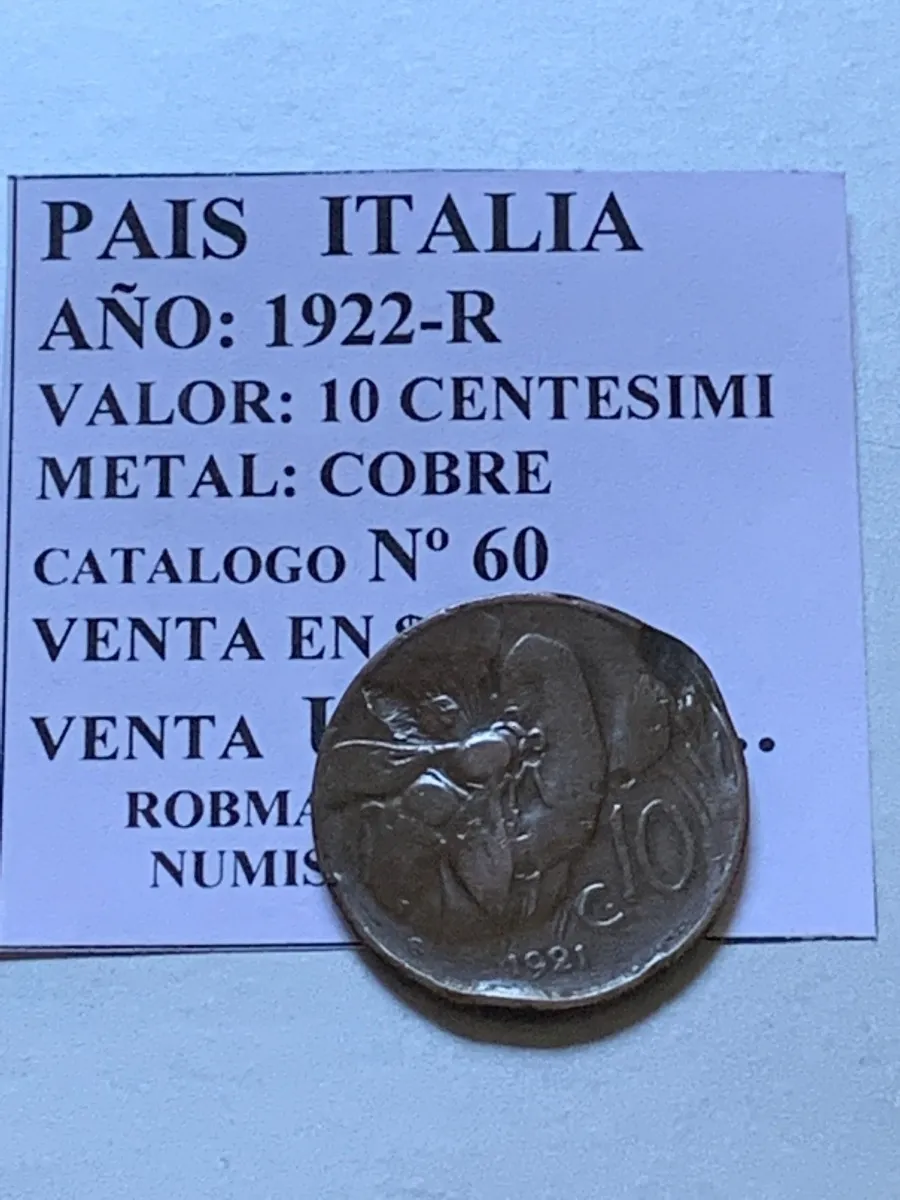 PAIS ITALIA
AÑO: 1922-R
VALOR: 10 CENTESIMI
METAL: COBRE
CATALOGO Nº 60
VENTA EN
VENTA
ROBMA
NUMIS
C. 10
1921